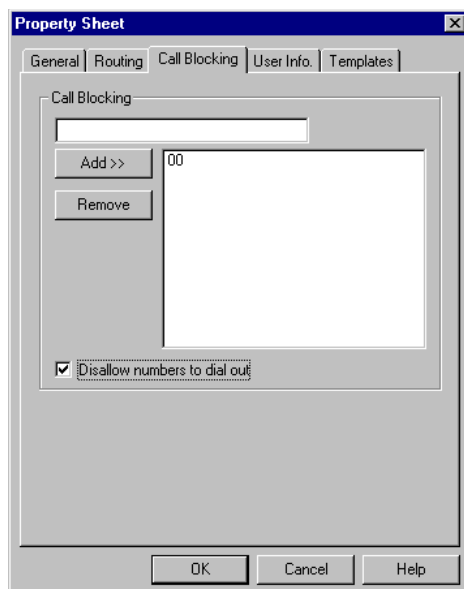 Property Sheet
General Routing Call Blocking User Info. Templates
Call Blocking
Add >> 00
Remove
Disallow numbers to dial out
OK Cancel Help